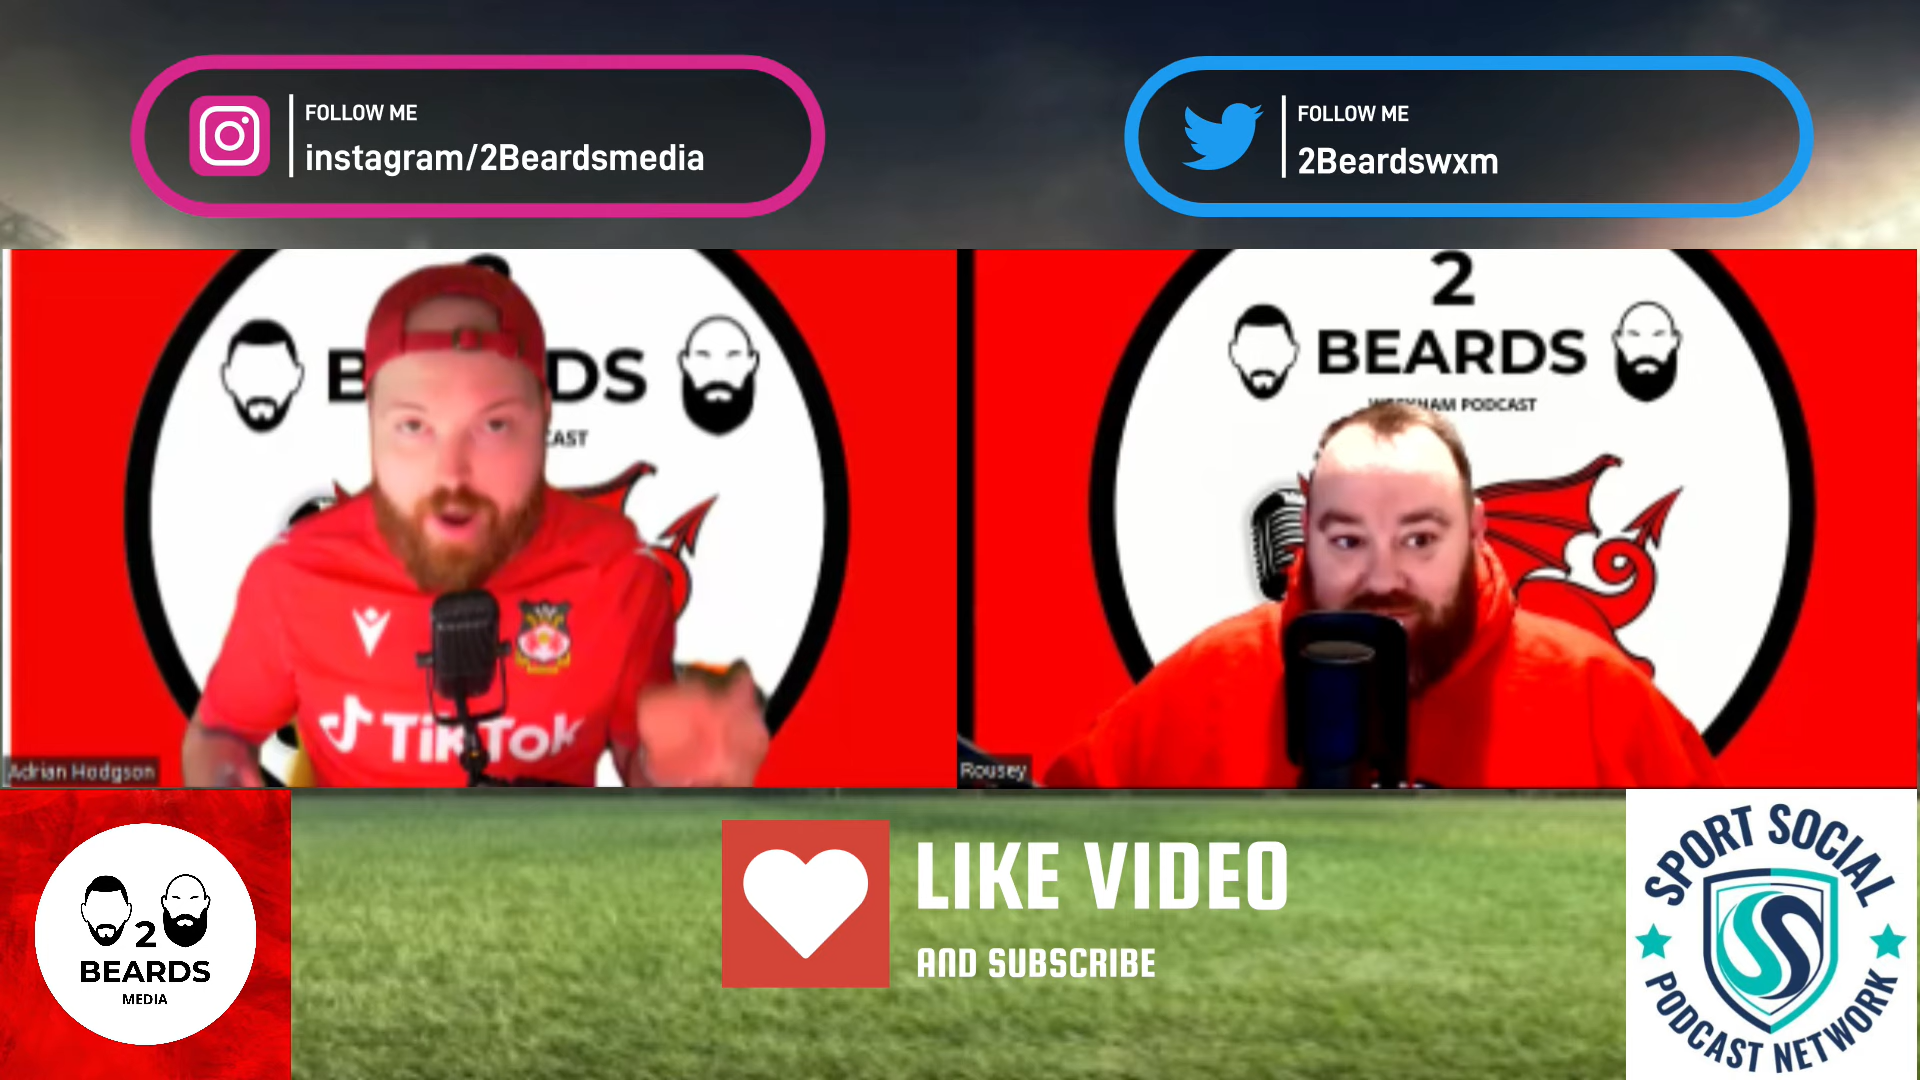 FOLLOW ME
instagram/2Beardsmedia
FOLLOW ME
2Beardswxm
2
BEARDS
PODCAST
B DS
CAST
TikTok
Adrian Hodgson
Rousey
2
BEARDS
MEDIA
LIKE VIDEO
AND SUBSCRIBE
SPORT SOCIAL
PODCAST NETWORK